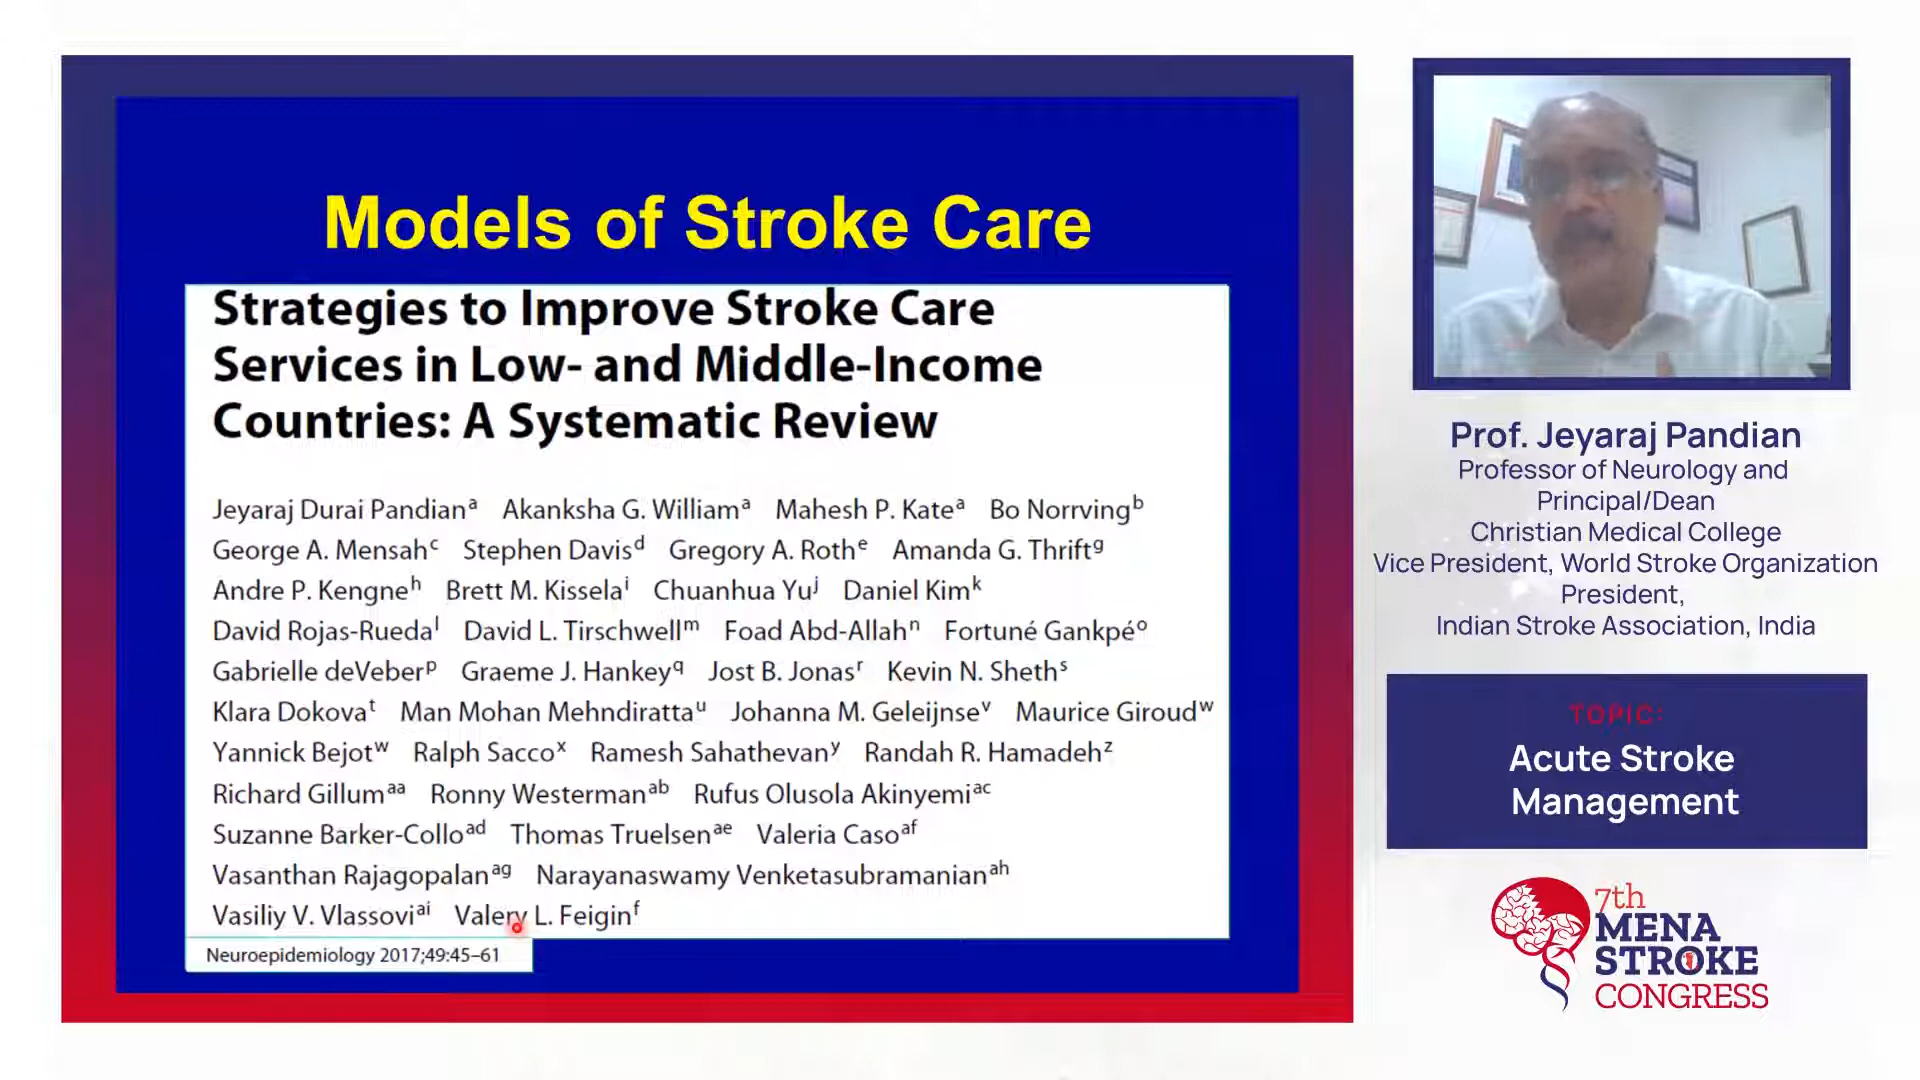 Models of Stroke Care
Strategies to Improve Stroke Care
Services in Low- and Middle-Income
Countries: A Systematic Review
Jeyaraj Durai Pandianᵃ Akanksha G. Williamᵃ Mahesh P. Kateᵃ Bo Norrvingᵇ
George A. Mensahᶜ Stephen Davisᵈ Gregory A. Rothᵉ Amanda G. Thriftᵍ
Andre P. Kengneʰ Brett M. Kisselaⁱ Chuanhua Yuʲ Daniel Kimᵏ
David Rojas-Ruedaˡ David L. Tirschwellᵐ Foad Abd-Allahⁿ Fortuné Gankpéᵒ
Gabrielle deVeberᵖ Graeme J. Hankey𐞥 Jost B. Jonasʳ Kevin N. Shethˢ
Klara Dokovaᵗ Man Mohan Mehndirattaᵘ Johanna M. Geleijnseᵛ Maurice Giroudʷ
Yannick Bejotʷ Ralph Saccoˣ Ramesh Sahathevanʸ Randah R. Hamadehᶻ
Richard Gillumᵃᵃ Ronny Westermanᵃᵇ Rufus Olusola Akinyemiᵃᶜ
Suzanne Barker-Colloᵃᵈ Thomas Truelsenᵃᵉ Valeria Casoᵃᶠ
Vasanthan Rajagopalanᵃᵍ Narayanaswamy Venketasubramanianᵃʰ
Vasiliy V. Vlassovᵃⁱ Valery L. Feiginᶠ
Neuroepidemiology 2017;49:45–61
Prof. Jeyaraj Pandian
Professor of Neurology and
Principal/Dean
Christian Medical College
Vice President, World Stroke Organization
President,
Indian Stroke Association, India
TOPIC:
Acute Stroke
Management
7th
MENA
STROKE
CONGRESS